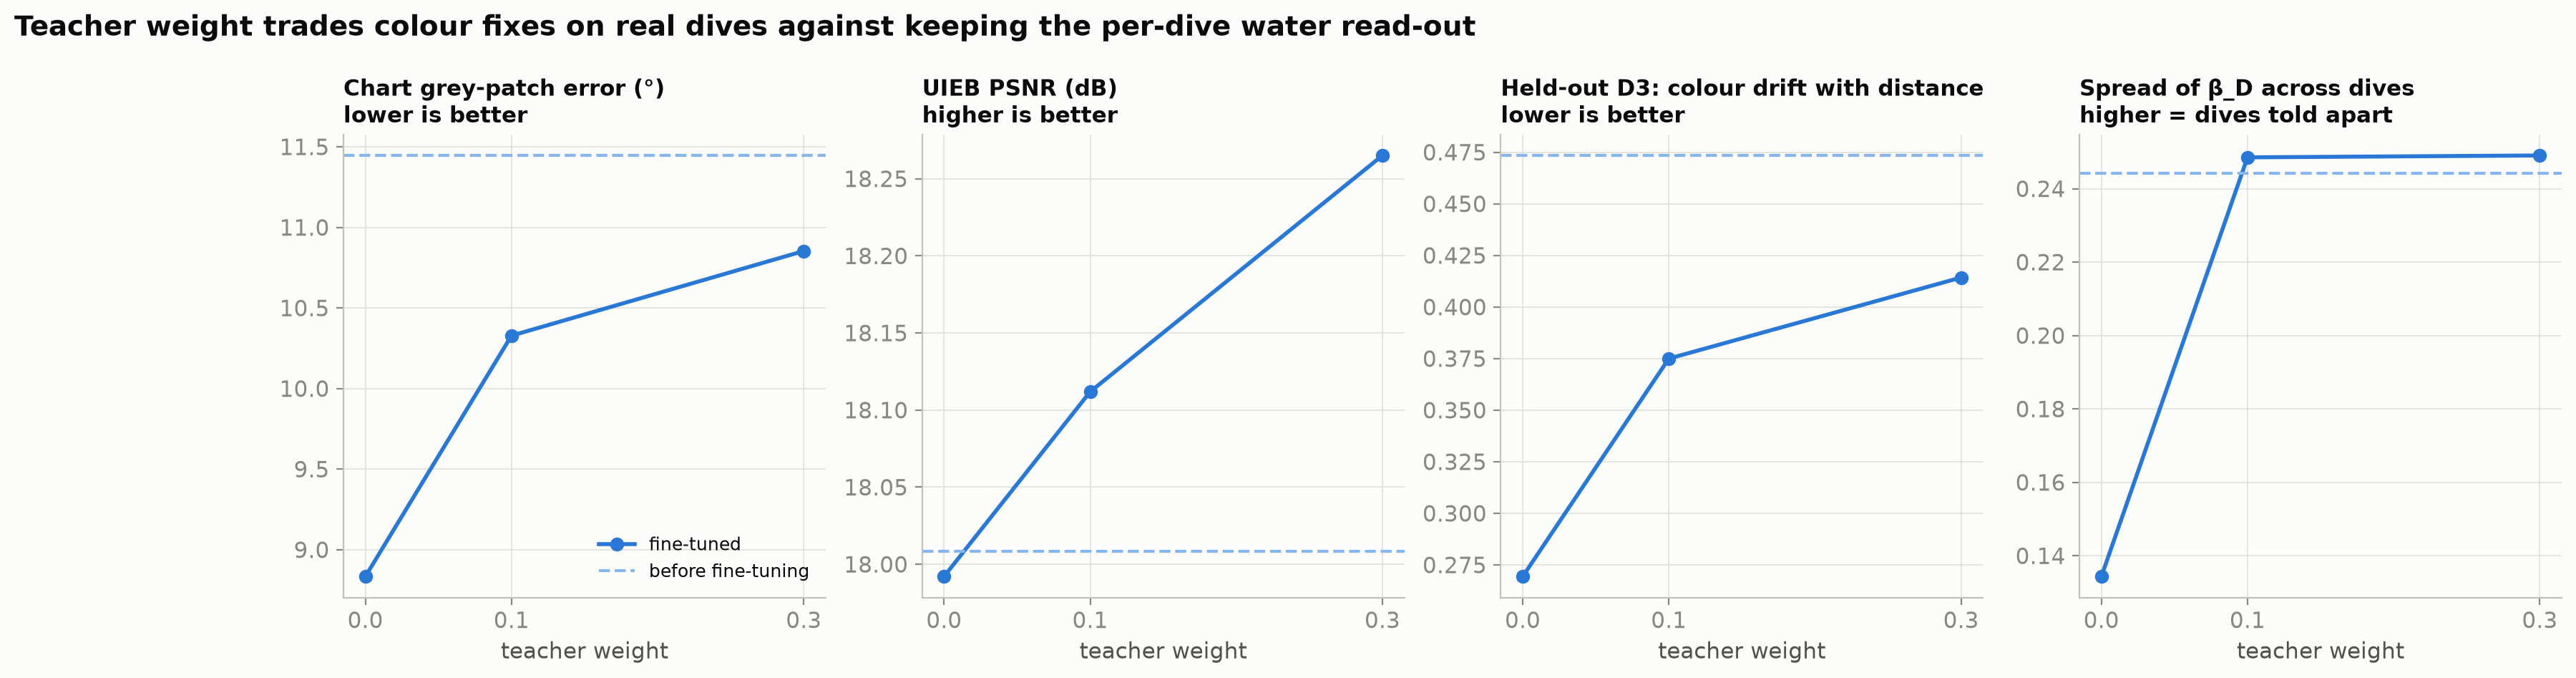 Teacher weight trades colour fixes on real dives against keeping the per-dive water read-out
Chart grey-patch error (°)
lower is better
11.5
11.0
10.5
10.0
9.5
9.0
fine-tuned
before fine-tuning
0.0 0.1 0.3
teacher weight
UIEB PSNR (dB)
higher is better
18.25
18.20
18.15
18.10
18.05
18.00
0.0 0.1 0.3
teacher weight
Held-out D3: colour drift with distance
lower is better
0.475
0.450
0.425
0.400
0.375
0.350
0.325
0.300
0.275
0.0 0.1 0.3
teacher weight
Spread of β_D across dives
higher = dives told apart
0.24
0.22
0.20
0.18
0.16
0.14
0.0 0.1 0.3
teacher weight